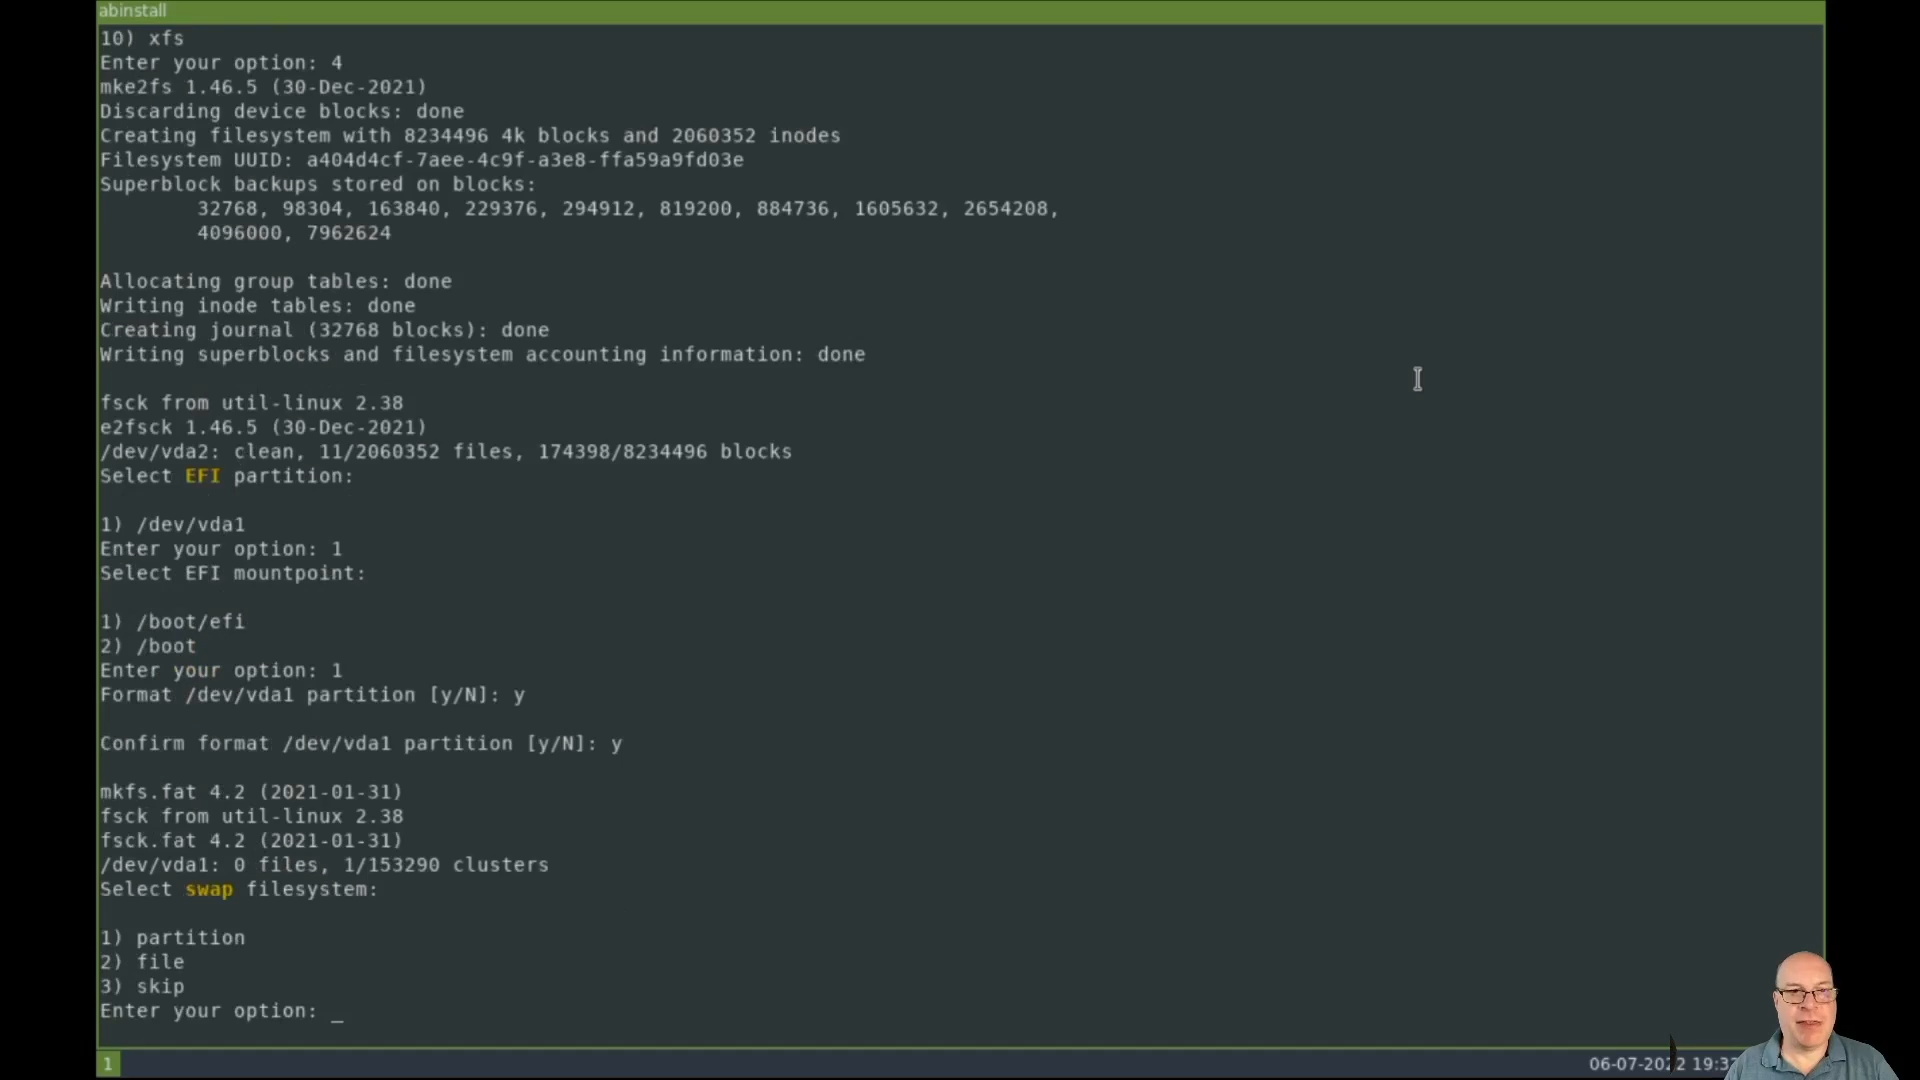 abinstall
10) xfs
Enter your option: 4
mke2fs 1.46.5 (30-Dec-2021)
Discarding device blocks: done
Creating filesystem with 8234496 4k blocks and 2060352 inodes
Filesystem UUID: a404d4cf-7aee-4c9f-a3e8-ffa59a9fd03e
Superblock backups stored on blocks:
32768, 98304, 163840, 229376, 294912, 819200, 884736, 1605632, 2654208,
4096000, 7962624
Allocating group tables: done
Writing inode tables: done
Creating journal (32768 blocks): done
Writing superblocks and filesystem accounting information: done
fsck from util-linux 2.38
e2fsck 1.46.5 (30-Dec-2021)
/dev/vda2: clean, 11/2060352 files, 174398/8234496 blocks
Select EFI partition:
1) /dev/vda1
Enter your option: 1
Select EFI mountpoint:
1) /boot/efi
2) /boot
Enter your option: 1
Format /dev/vda1 partition [y/N]: y
Confirm format /dev/vda1 partition [y/N]: y
mkfs.fat 4.2 (2021-01-31)
fsck from util-linux 2.38
fsck.fat 4.2 (2021-01-31)
/dev/vda1: 0 files, 1/153290 clusters
Select swap filesystem:
1) partition
2) file
3) skip
Enter your option: _
1
06-07-2022